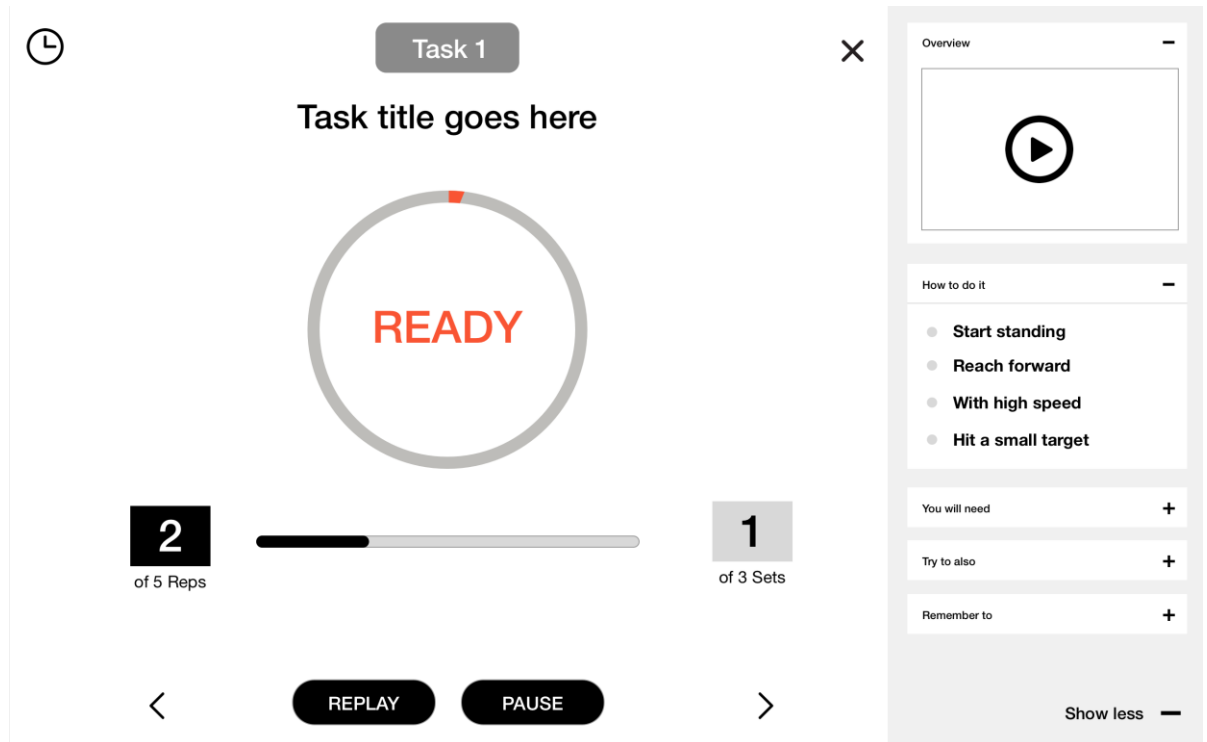 Task 1
Task title goes here
READY
2
of 5 Reps
1
of 3 Sets
REPLAY
PAUSE
Overview
How to do it
Start standing
Reach forward
With high speed
Hit a small target
You will need
Try to also
Remember to
Show less